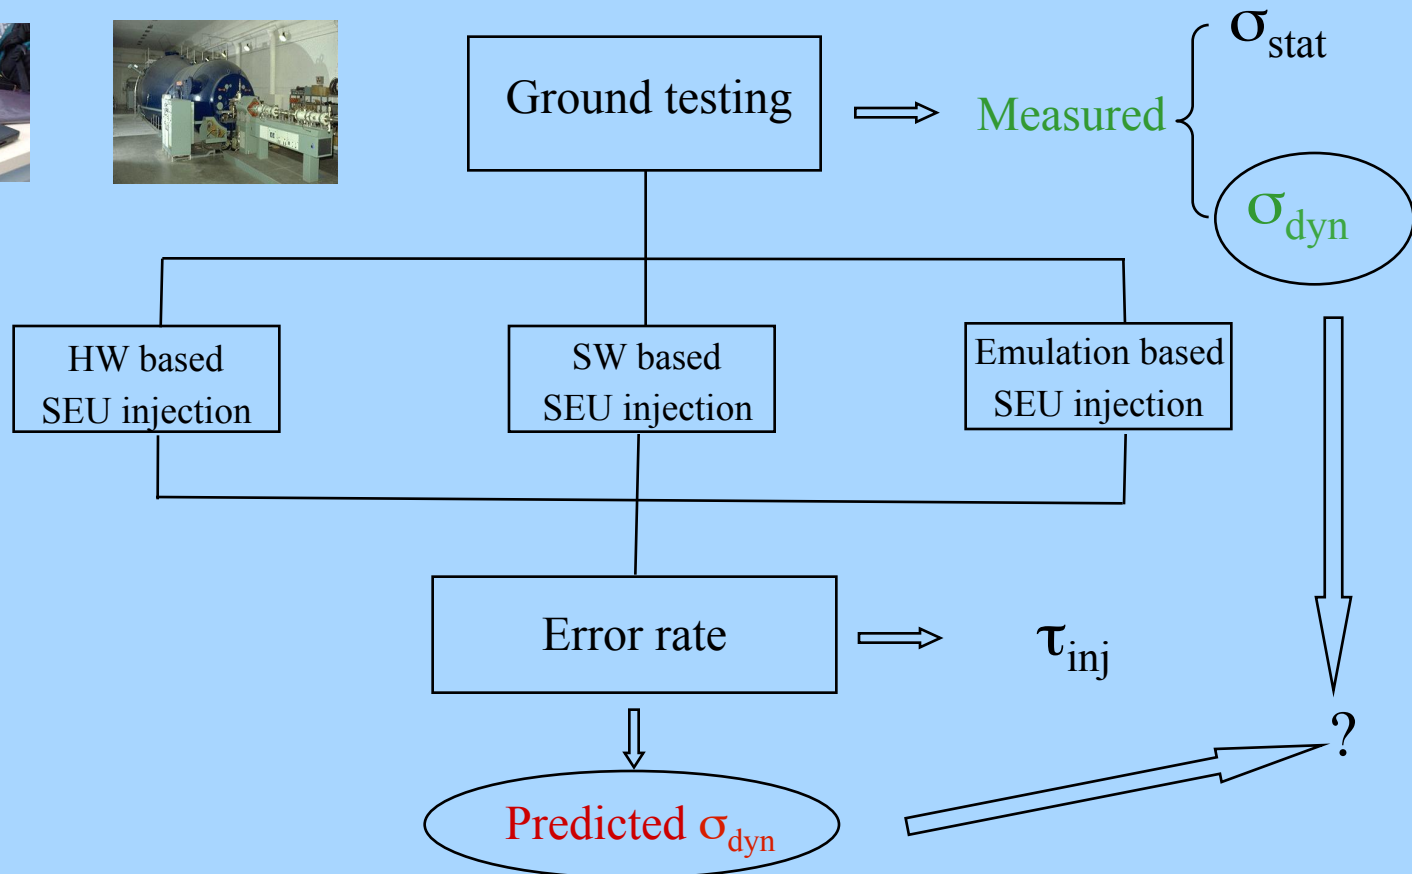 σstat
Ground testing
Measured
σdyn
HW based
SEU injection
SW based
SEU injection
Emulation based
SEU injection
Error rate
τinj
?
Predicted σdyn